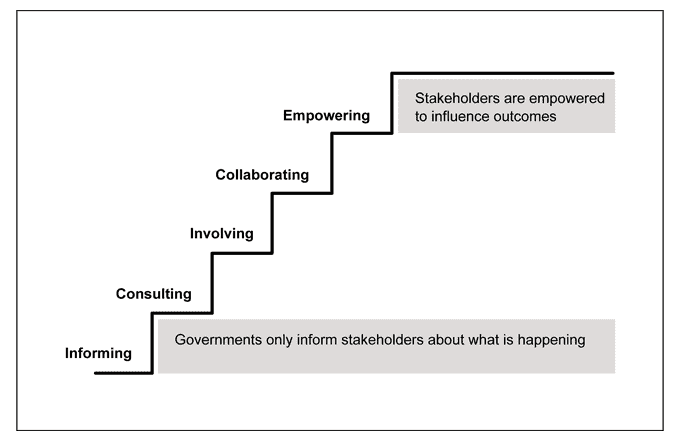 Stakeholders are empowered
to influence outcomes
Empowering
Collaborating
Involving
Consulting
Governments only inform stakeholders about what is happening
Informing